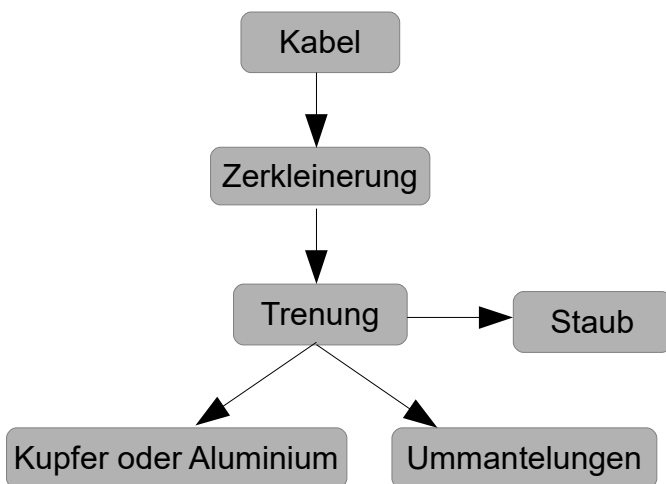 Kabel
Zerkleinerung
Trenung
Staub
Kupfer oder Aluminium
Ummantelungen